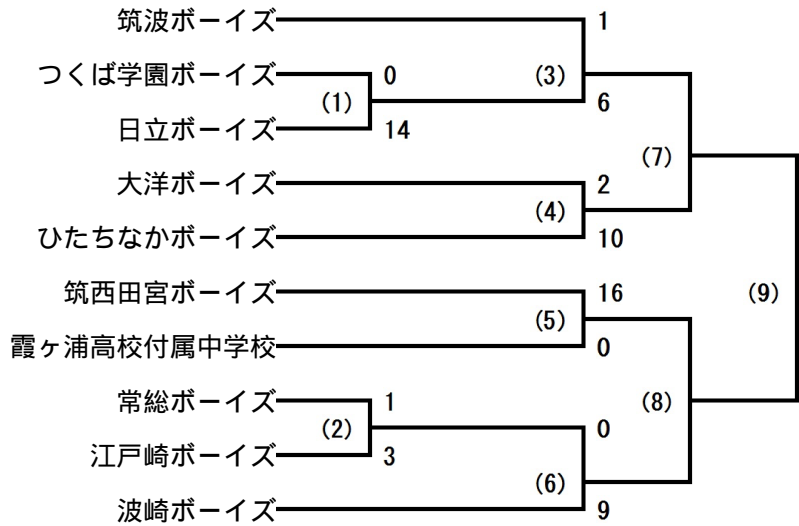 筑波ボーイズ 1
つくば学園ボーイズ 0 (3)
(1) 6
日立ボーイズ 14
(7)
大洋ボーイズ 2
(4)
ひたちなかボーイズ 10
筑西田宮ボーイズ 16 (9)
(5)
霞ヶ浦高校付属中学校 0
常総ボーイズ 1 (8)
(2) 0
江戸崎ボーイズ 3
(6)
波崎ボーイズ 9